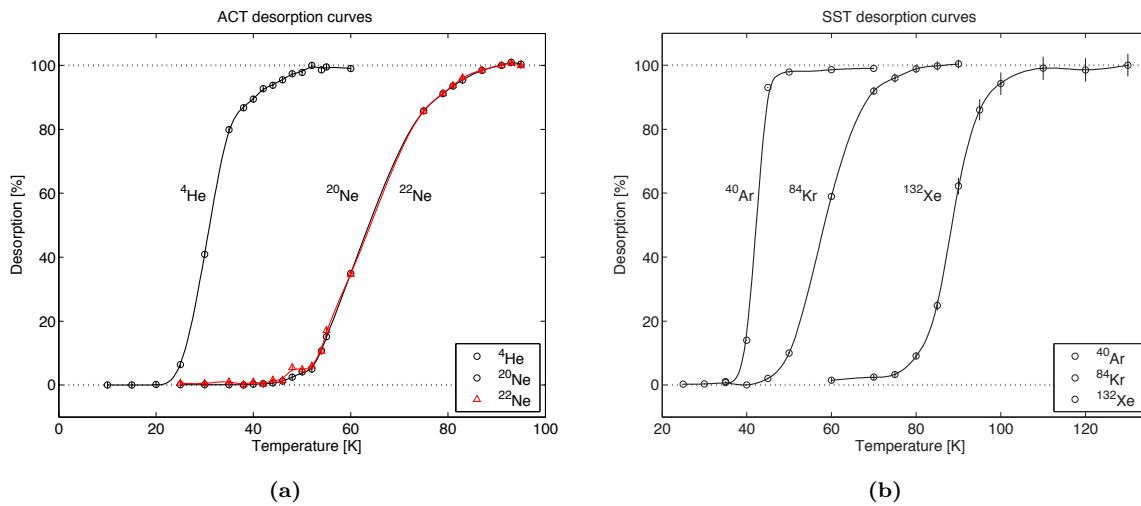 ACT desorption curves
Desorption [%]
100
80
60
40
20
0
⁴He
²⁰Ne
²²Ne
⁴He
²⁰Ne
²²Ne
0 20 40 60 80 100
Temperature [K]
(a)
SST desorption curves
Desorption [%]
100
80
60
40
20
0
⁴⁰Ar
⁸⁴Kr
¹³²Xe
⁴⁰Ar
⁸⁴Kr
¹³²Xe
20 40 60 80 100 120
Temperature [K]
(b)